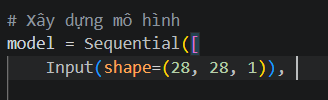 # Xây dựng mô hình
model = Sequential([
    Input(shape=(28, 28, 1)),